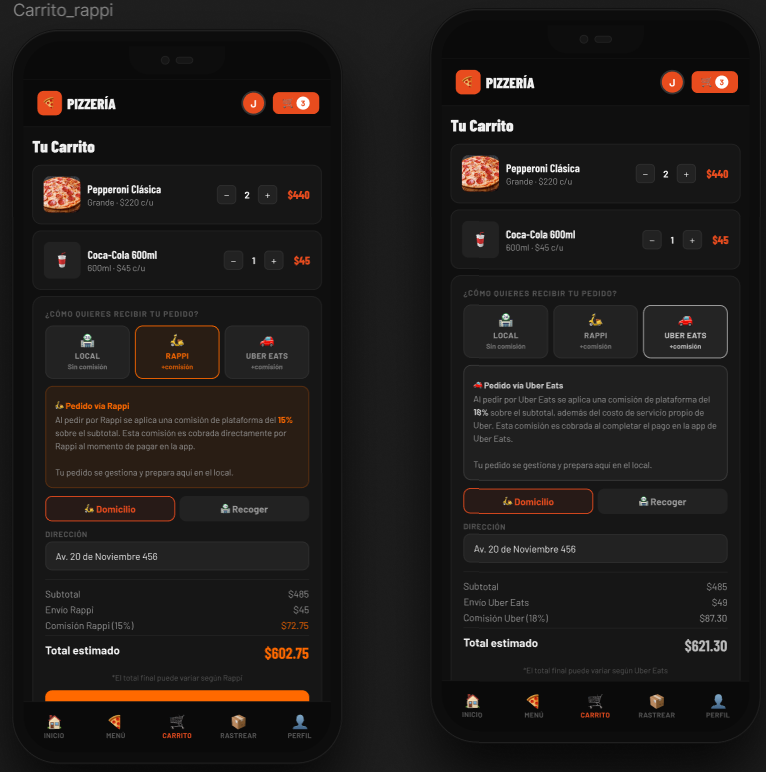 Carrito_rappi
PIZZERÍA
J
3
Tu Carrito
Pepperoni Clásica
Grande · $220 c/u
− 2 + $440
Coca-Cola 600ml
600ml · $45 c/u
− 1 + $45
¿CÓMO QUIERES RECIBIR TU PEDIDO?
LOCAL
Sin comisión
RAPPI
+comisión
UBER EATS
+comisión
Pedido vía Rappi
Al pedir por Rappi se aplica una comisión de plataforma del 15%
sobre el subtotal. Esta comisión es cobrada directamente por
Rappi al momento de pagar en la app.
Tu pedido se gestiona y prepara aquí en el local.
Domicilio
Recoger
DIRECCIÓN
Av. 20 de Noviembre 456
Subtotal $485
Envío Rappi $45
Comisión Rappi (15%) $72.75
Total estimado $602.75
*El total final puede variar según Rappi
INICIO
MENÚ
CARRITO
RASTREAR
PERFIL
PIZZERÍA
J
3
Tu Carrito
Pepperoni Clásica
Grande · $220 c/u
− 2 + $440
Coca-Cola 600ml
600ml · $45 c/u
− 1 + $45
¿CÓMO QUIERES RECIBIR TU PEDIDO?
LOCAL
Sin comisión
RAPPI
+comisión
UBER EATS
+comisión
Pedido vía Uber Eats
Al pedir por Uber Eats se aplica una comisión de plataforma del
18% sobre el subtotal, además del costo de servicio propio de
Uber. Esta comisión es cobrada al completar el pago en la app de
Uber Eats.
Tu pedido se gestiona y prepara aquí en el local.
Domicilio
Recoger
DIRECCIÓN
Av. 20 de Noviembre 456
Subtotal $485
Envío Uber Eats $49
Comisión Uber (18%) $87.30
Total estimado $621.30
*El total final puede variar según Uber Eats
INICIO
MENÚ
CARRITO
RASTREAR
PERFIL